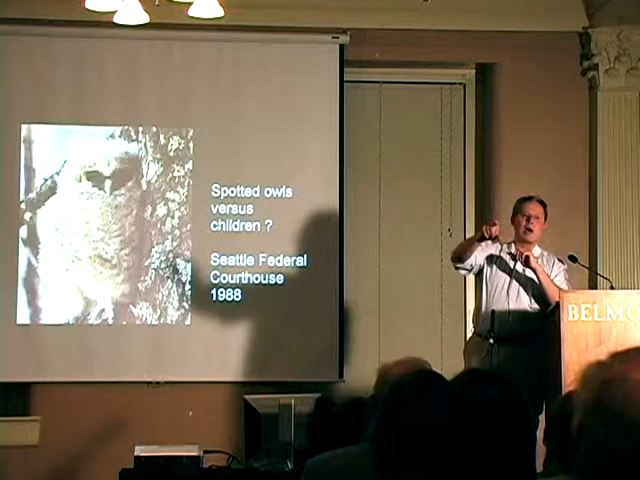 Spotted owls
versus
children ?
Seattle Federal
Courthouse
1988
BELMO